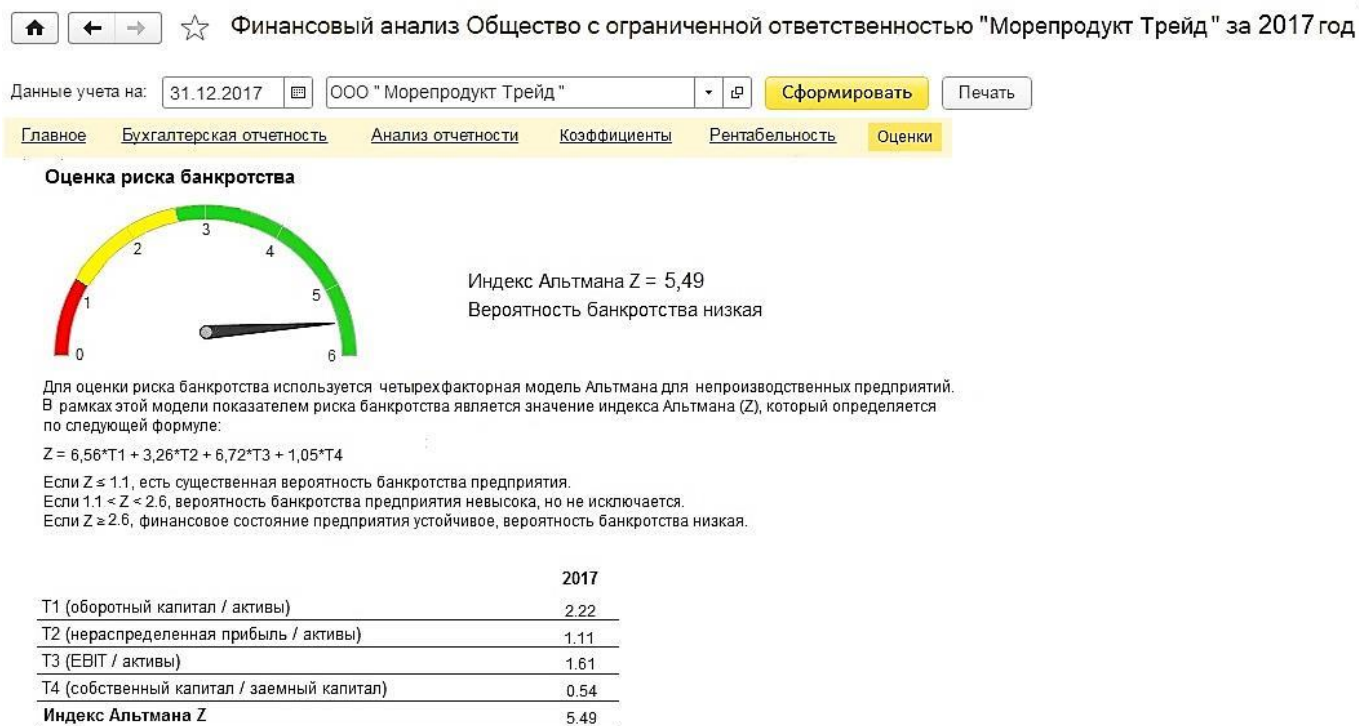 Финансовый анализ Общество с ограниченной ответственностью "Морепродукт Трейд" за 2017 год
Данные учета на: 31.12.2017 ООО "Морепродукт Трейд" Сформировать Печать
Главное Бухгалтерская отчетность Анализ отчетности Коэффициенты Рентабельность Оценки
Оценка риска банкротства
0 1 2 3 4 5 6
Индекс Альтмана Z = 5,49
Вероятность банкротства низкая
Для оценки риска банкротства используется четырехфакторная модель Альтмана для непроизводственных предприятий.
В рамках этой модели показателем риска банкротства является значение индекса Альтмана (Z), который определяется
по следующей формуле:
Z = 6,56*T1 + 3,26*T2 + 6,72*T3 + 1,05*T4
Если Z ≤ 1.1, есть существенная вероятность банкротства предприятия.
Если 1.1 < Z < 2.6, вероятность банкротства предприятия невысока, но не исключается.
Если Z ≥ 2.6, финансовое состояние предприятия устойчивое, вероятность банкротства низкая.
2017
T1 (оборотный капитал / активы) 2.22
T2 (нераспределенная прибыль / активы) 1.11
T3 (EBIT / активы) 1.61
T4 (собственный капитал / заемный капитал) 0.54
Индекс Альтмана Z 5.49